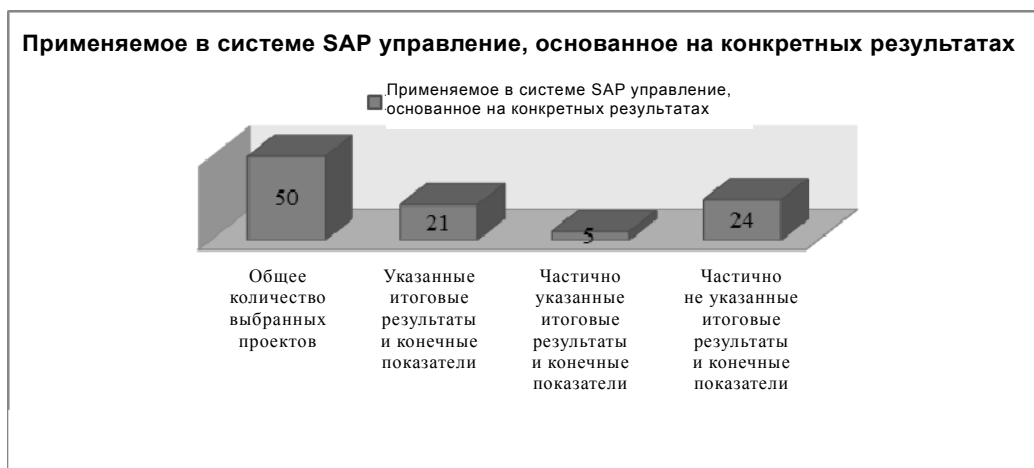 Применяемое в системе SAP управление, основанное на конкретных результатах
Применяемое в системе SAP управление,
основанное на конкретных результатах
50
21
5
24
Общее
количество
выбранных
проектов
Указанные
итоговые
результаты
и конечные
показатели
Частично
указанные
итоговые
результаты
и конечные
показатели
Частично
не указанные
итоговые
результаты
и конечные
показатели